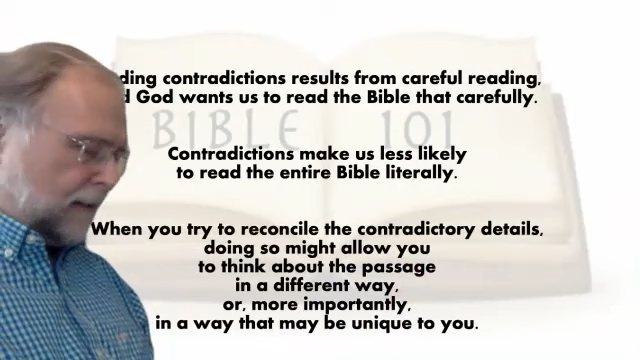 ding contradictions results from careful reading,
God wants us to read the Bible that carefully.
BIBLE 101
Contradictions make us less likely
to read the entire Bible literally.
When you try to reconcile the contradictory details,
doing so might allow you
to think about the passage
in a different way,
or, more importantly,
in a way that may be unique to you.